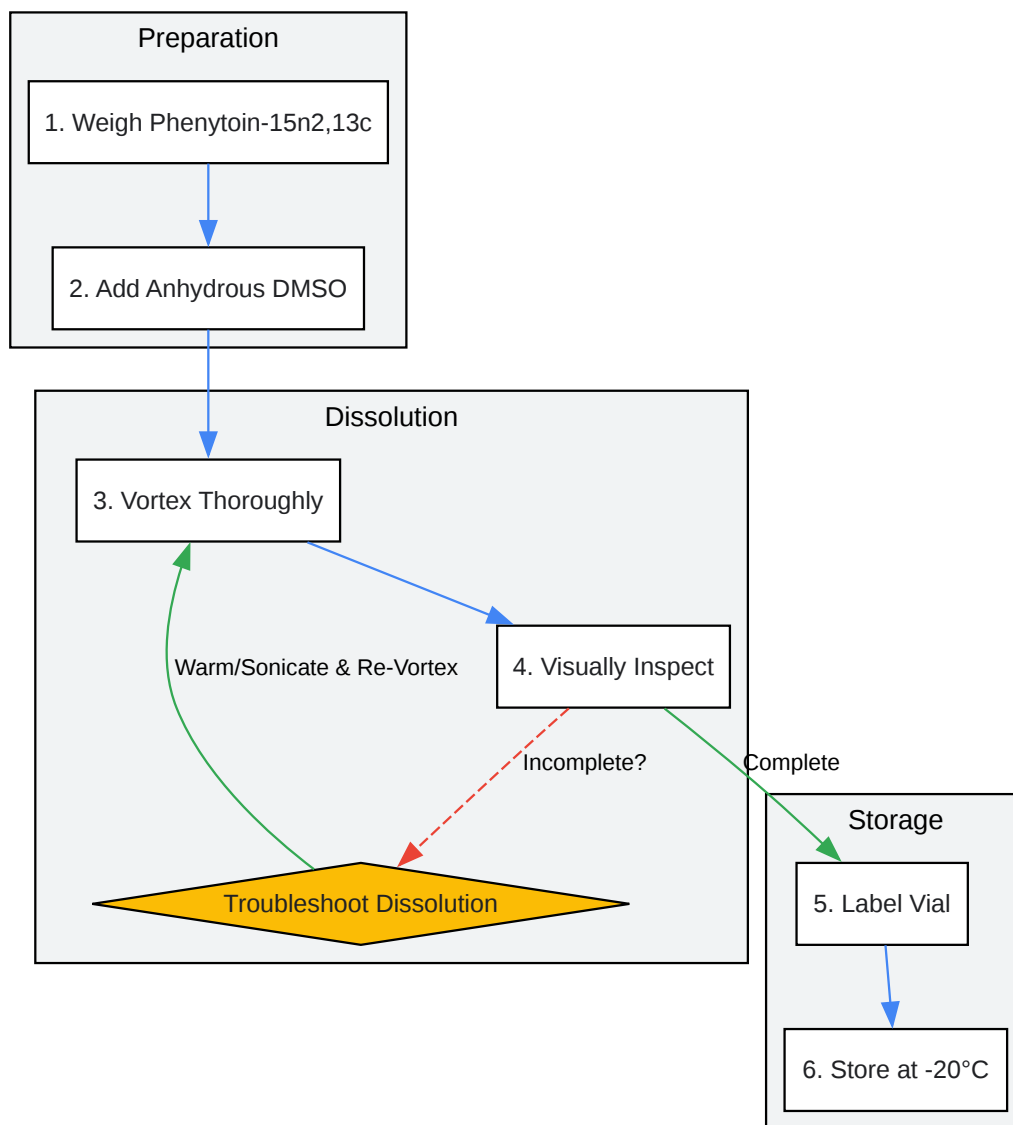 Preparation
1. Weigh Phenytoin-15n2,13c
2. Add Anhydrous DMSO
Dissolution
3. Vortex Thoroughly
Warm/Sonicate & Re-Vortex
4. Visually Inspect
Incomplete?
Complete
Troubleshoot Dissolution
Storage
5. Label Vial
6. Store at -20°C